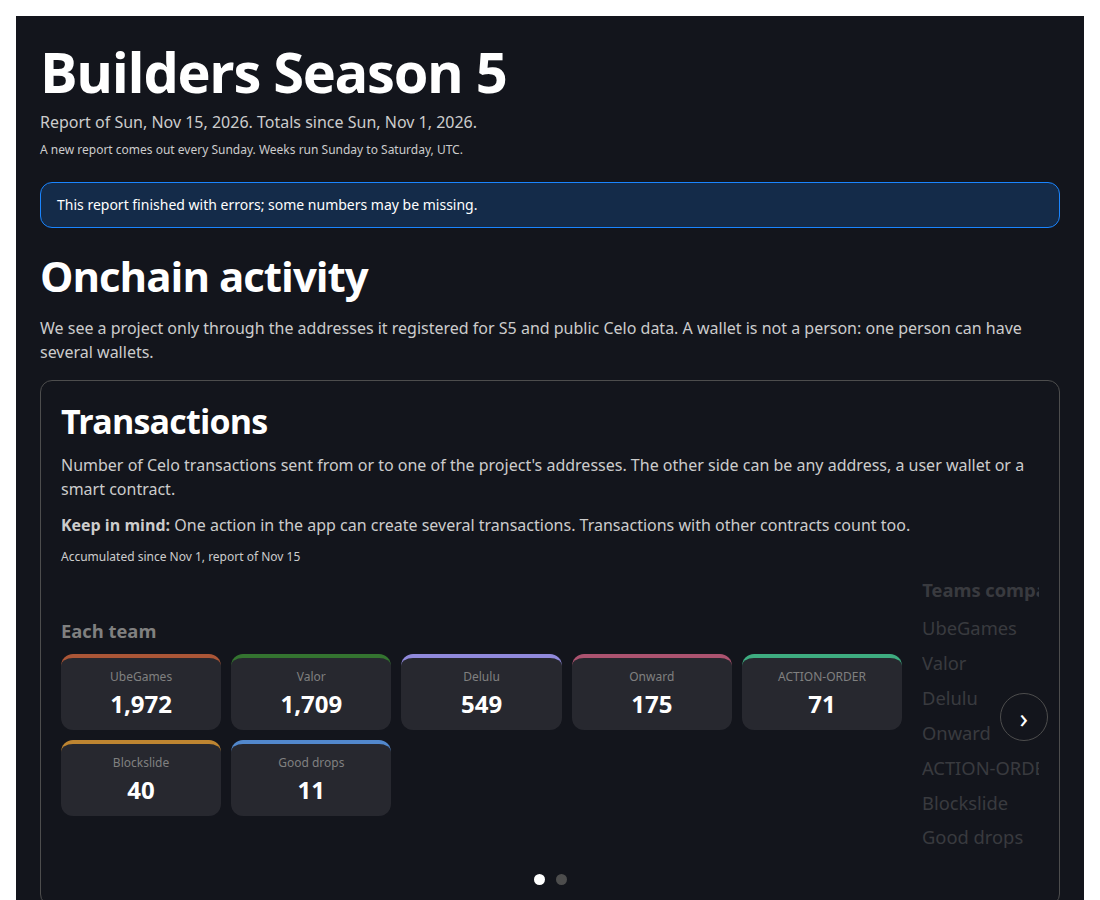 Builders Season 5
Report of Sun, Nov 15, 2026. Totals since Sun, Nov 1, 2026.
A new report comes out every Sunday. Weeks run Sunday to Saturday, UTC.
This report finished with errors; some numbers may be missing.
Onchain activity
We see a project only through the addresses it registered for S5 and public Celo data. A wallet is not a person: one person can have
several wallets.
Transactions
Number of Celo transactions sent from or to one of the project's addresses. The other side can be any address, a user wallet or a
smart contract.
Keep in mind: One action in the app can create several transactions. Transactions with other contracts count too.
Accumulated since Nov 1, report of Nov 15
Each team
UbeGames
1,972
Valor
1,709
Delulu
549
Onward
175
ACTION-ORDER
71
Blockslide
40
Good drops
11
Teams
UbeGames
Valor
Delulu
Onward
Blockslide
Good drops